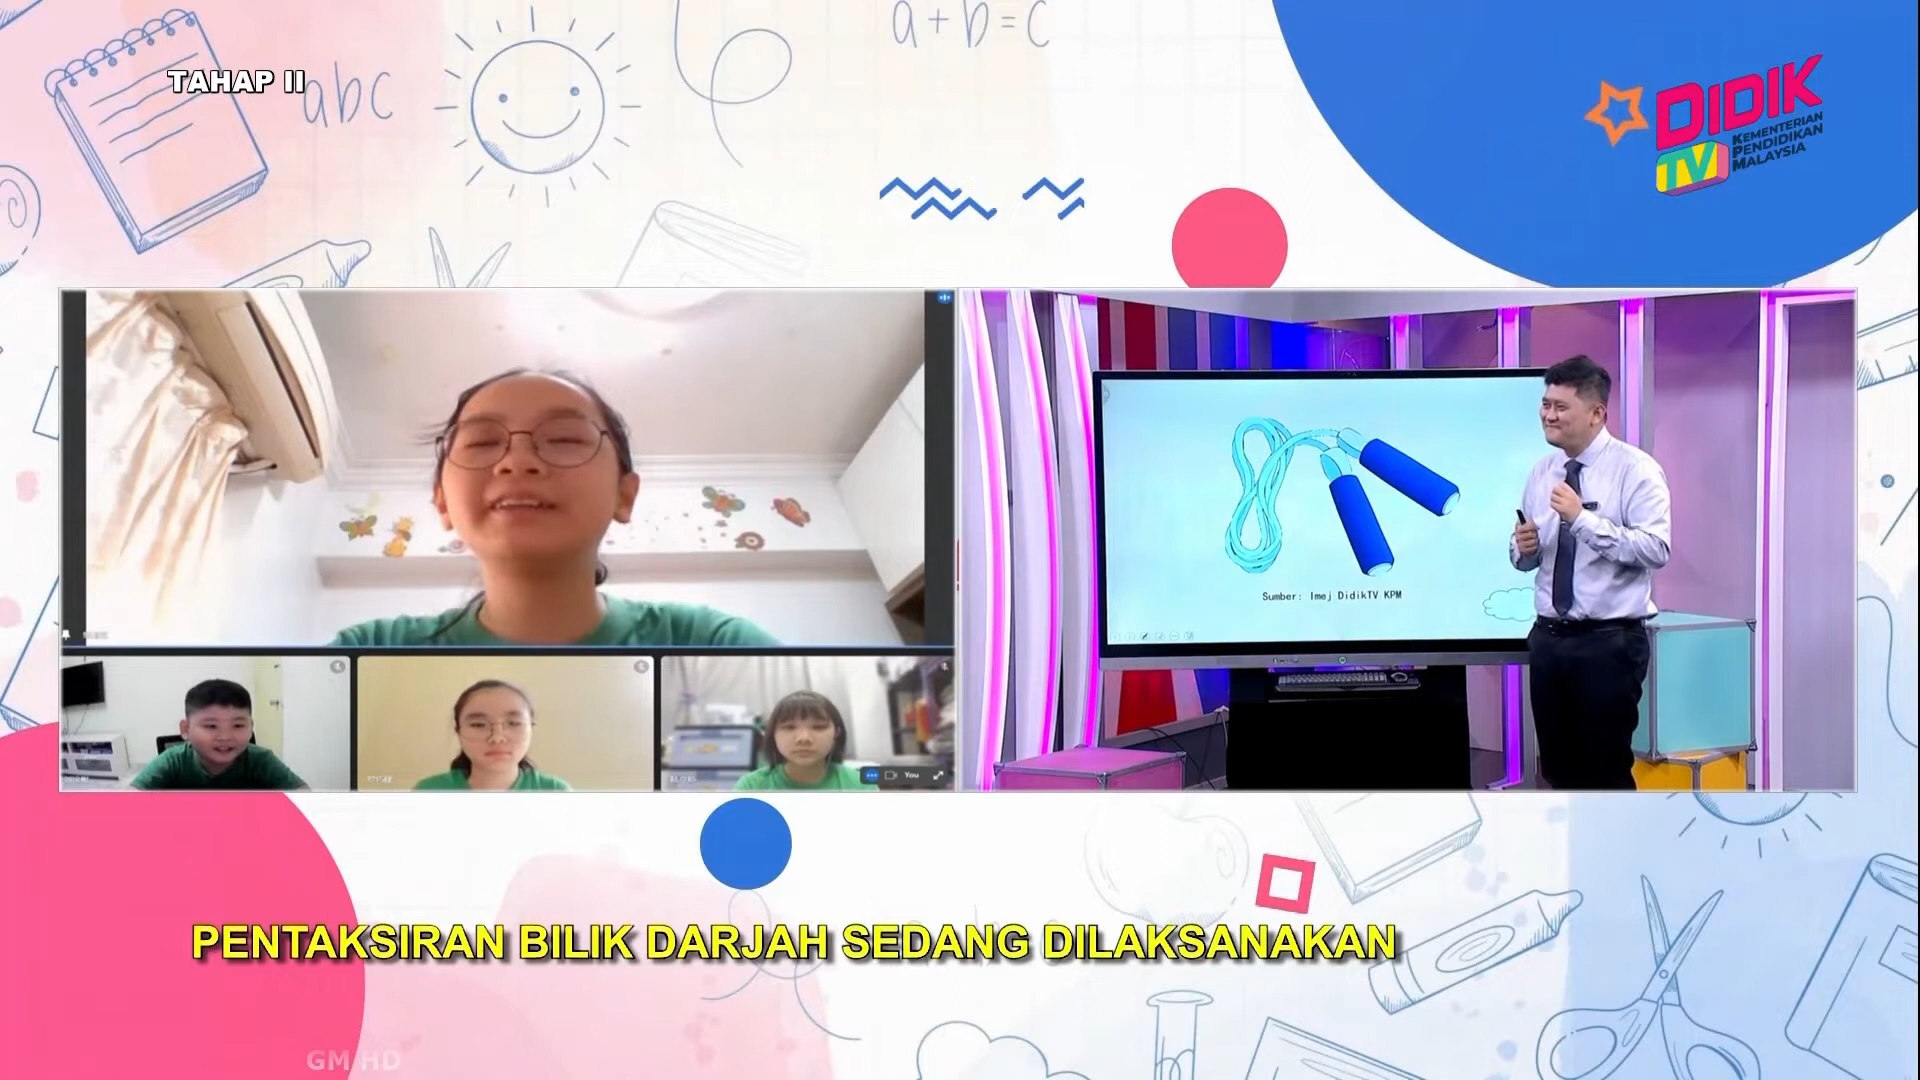 a+b=c
TAHAP II
abc
DIDIK
TV
KEMENTERIAN
PENDIDIKAN
MALAYSIA
Sumber: Imej DidikTV KPM
You
PENTAKSIRAN BILIK DARJAH SEDANG DILAKSANAKAN
GM HD